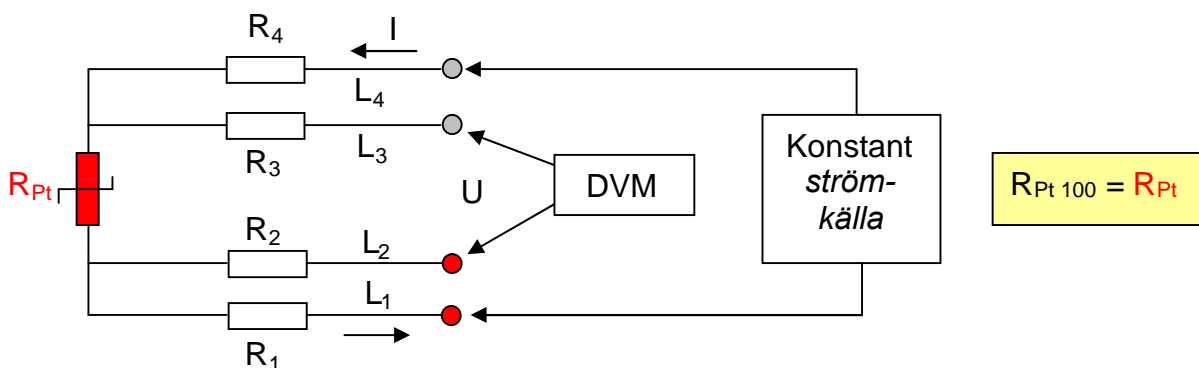 R4
I
L4
R3
L3
RPt
U
DVM
Konstant
ström-
källa
RPt 100 = RPt
R2
L2
L1
R1